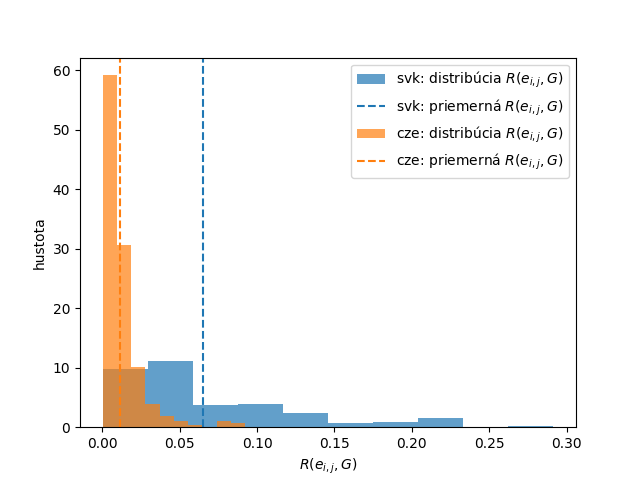 60
50
40
30
20
10
0
hustota
svk: distribúcia R(e_{i,j}, G)
svk: priemerná R(e_{i,j}, G)
cze: distribúcia R(e_{i,j}, G)
cze: priemerná R(e_{i,j}, G)
0.00 0.05 0.10 0.15 0.20 0.25 0.30
R(e_{i,j}, G)